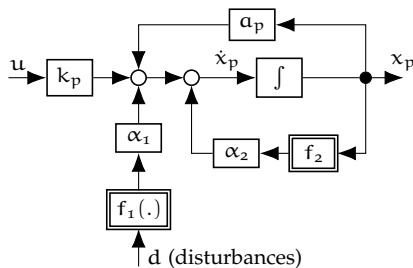 a_p
u
k_p
ẋ_p
∫
x_p
α_1
α_2
f_2
f_1(.)
d (disturbances)